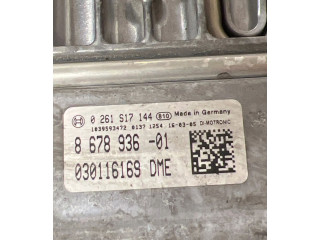 0 261 S17 144 810 Made in Germany
1039S93472 0137 1254 16-03-05 DI-MOTRONIC
8 678 936 -01
030116169 DME